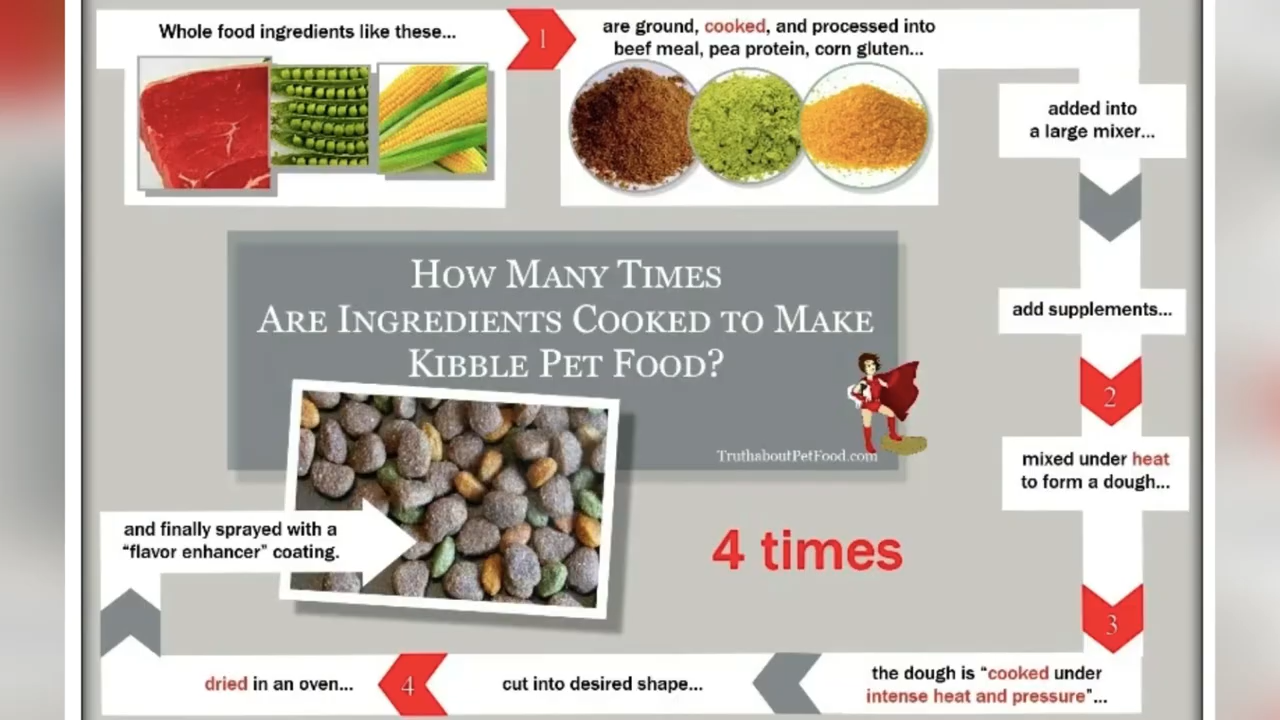 Whole food ingredients like these...
1
are ground, cooked, and processed into
beef meal, pea protein, corn gluten...
added into
a large mixer...
add supplements...
2
mixed under heat
to form a dough...
3
the dough is “cooked under
intense heat and pressure”...
cut into desired shape...
4
dried in an oven...
and finally sprayed with a
“flavor enhancer” coating.
How Many Times
Are Ingredients Cooked to Make
Kibble Pet Food?
TruthaboutPetFood.com
4 times